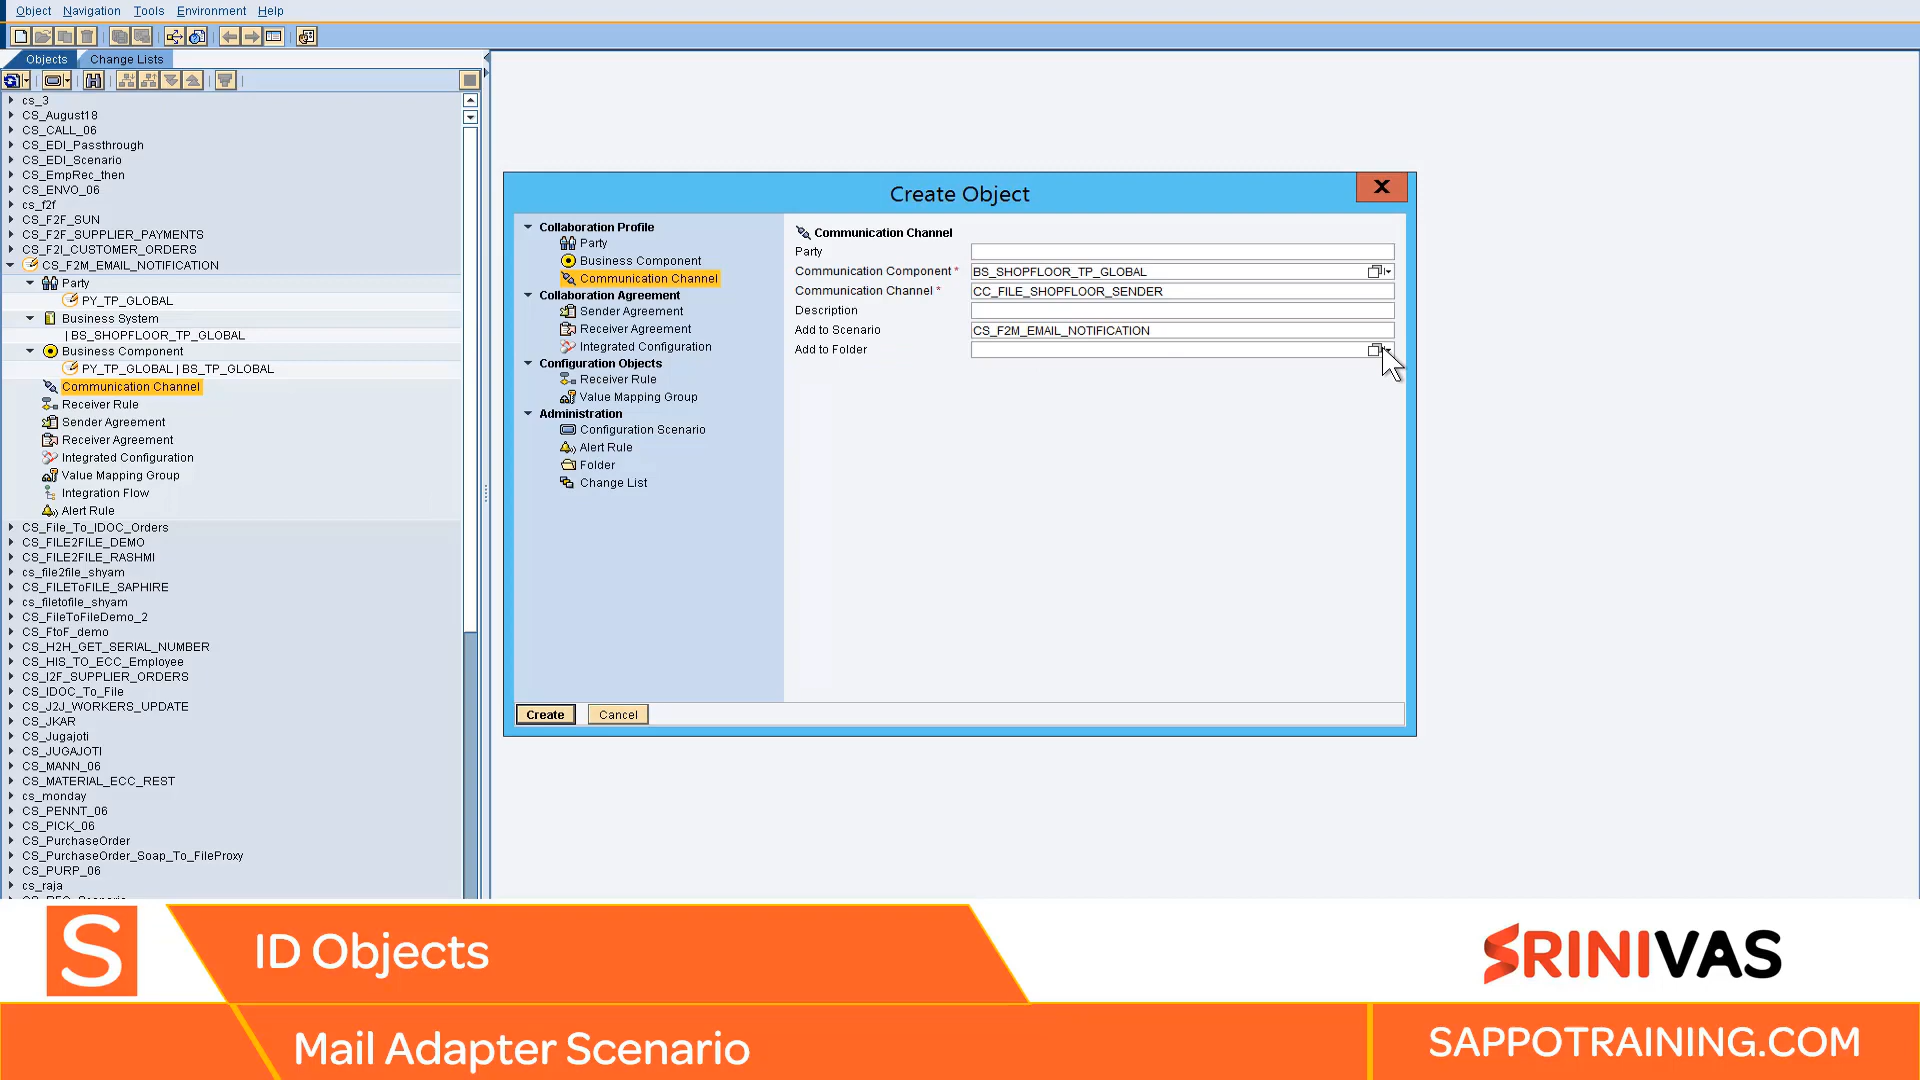 Object Navigation Tools Environment Help
Objects Change Lists
cs_3
CS_August18
CS_CALL_06
CS_EDI_Passthrough
CS_EDI_Scenario
CS_EmpRec_then
CS_ENVO_06
cs_f2f
CS_F2F_SUN
CS_F2F_SUPPLIER_PAYMENTS
CS_F2I_CUSTOMER_ORDERS
CS_F2M_EMAIL_NOTIFICATION
Party
PY_TP_GLOBAL
Business System
| BS_SHOPFLOOR_TP_GLOBAL
Business Component
PY_TP_GLOBAL | BS_TP_GLOBAL
Communication Channel
Receiver Rule
Sender Agreement
Receiver Agreement
Integrated Configuration
Value Mapping Group
Integration Flow
Alert Rule
CS_File_To_IDOC_Orders
CS_FILE2FILE_DEMO
CS_FILE2FILE_RASHMI
cs_file2file_shyam
CS_FILEToFILE_SAPHIRE
cs_filetofile_shyam
CS_FileToFileDemo_2
CS_FtoF_demo
CS_H2H_GET_SERIAL_NUMBER
CS_HIS_TO_ECC_Employee
CS_I2F_SUPPLIER_ORDERS
CS_IDOC_To_File
CS_J2J_WORKERS_UPDATE
CS_JKAR
CS_Jugajoti
CS_JUGAJOTI
CS_MANN_06
CS_MATERIAL_ECC_REST
cs_monday
CS_PENNT_06
CS_PICK_06
CS_PurchaseOrder
CS_PurchaseOrder_Soap_To_FileProxy
CS_PURP_06
cs_raja
Create Object
X
Collaboration Profile
Party
Business Component
Communication Channel
Collaboration Agreement
Sender Agreement
Receiver Agreement
Integrated Configuration
Configuration Objects
Receiver Rule
Value Mapping Group
Administration
Configuration Scenario
Alert Rule
Folder
Change List
Communication Channel
Party
Communication Component * BS_SHOPFLOOR_TP_GLOBAL
Communication Channel * CC_FILE_SHOPFLOOR_SENDER
Description
Add to Scenario CS_F2M_EMAIL_NOTIFICATION
Add to Folder
Create Cancel
S
ID Objects
SRINIVAS
Mail Adapter Scenario
SAPPOTRAINING.COM